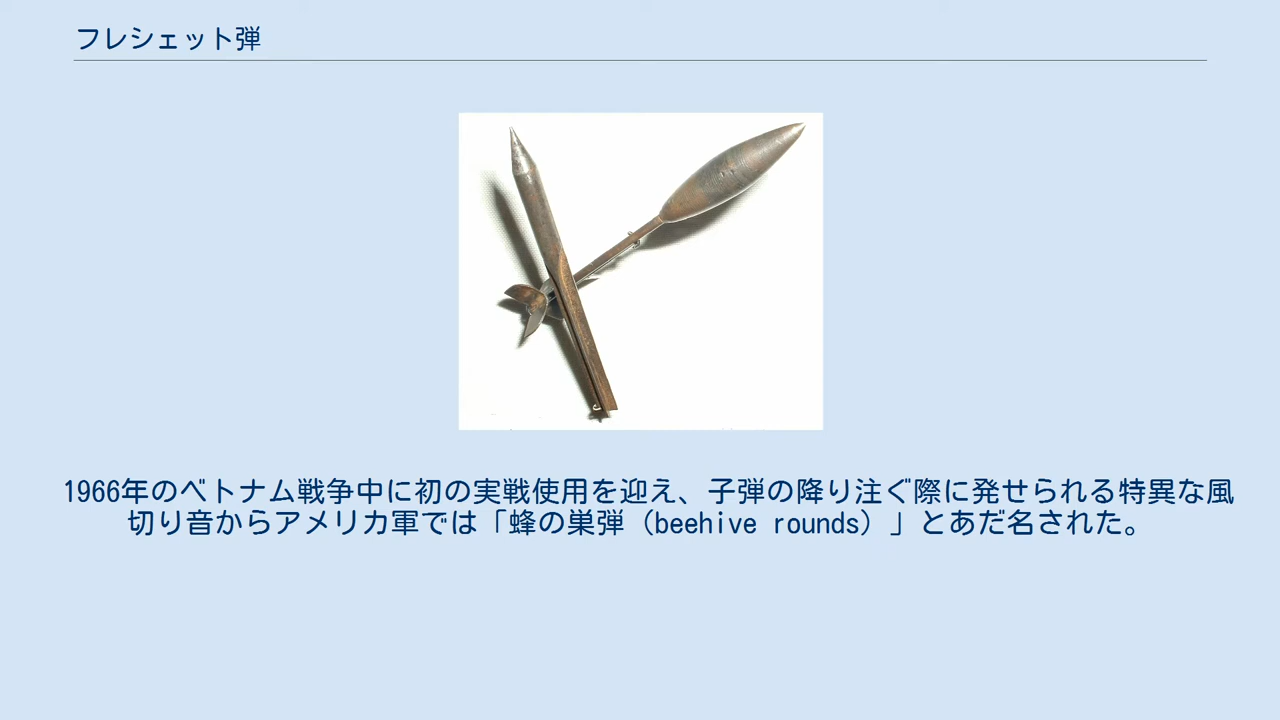 フレシェット弾
1966年のベトナム戦争中に初の実戦使用を迎え、子弾の降り注ぐ際に発せられる特異な風
切り音からアメリカ軍では「蜂の巣弾（beehive rounds）」とあだ名された。